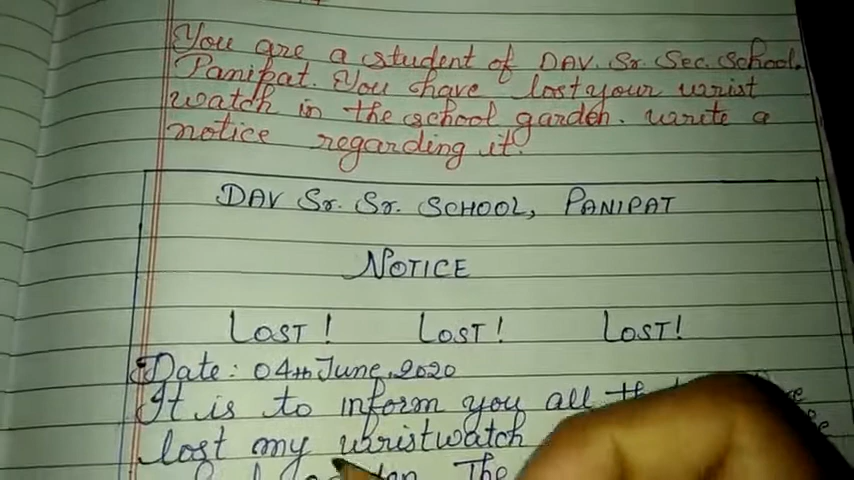 You are a student of DAV. Sr. Sec. School,
Panipat. You have lost your wrist
watch in the school garden. write a
notice regarding it.
DAV Sr. Sr. SCHOOL, PANIPAT
NOTICE
LOST! LOST! LOST!
Date: 04th June, 2020
It is to inform you all
lost my wristwatch
The